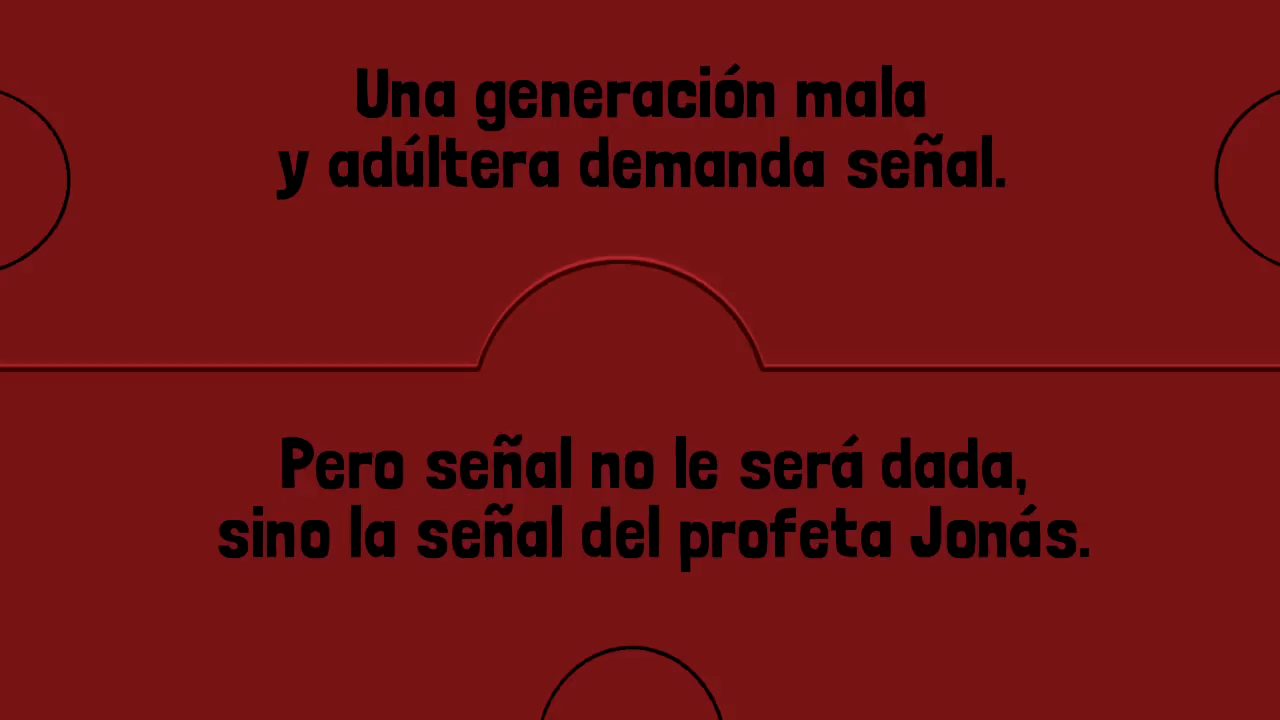 Una generación mala
y adúltera demanda señal.
Pero señal no le será dada,
sino la señal del profeta Jonás.